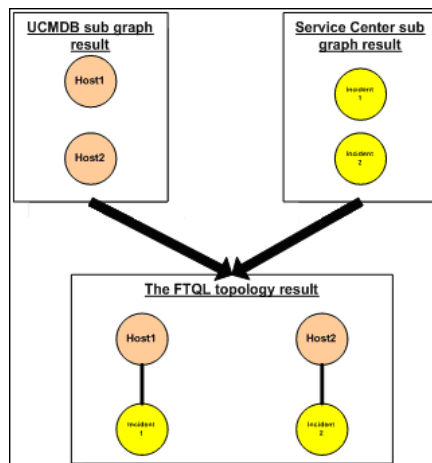 UCMDB sub graph
result
Host1
Host2
Service Center sub
graph result
Incident
1
Incident
2
The FTQL topology result
Host1
Host2
Incident
1
Incident
2